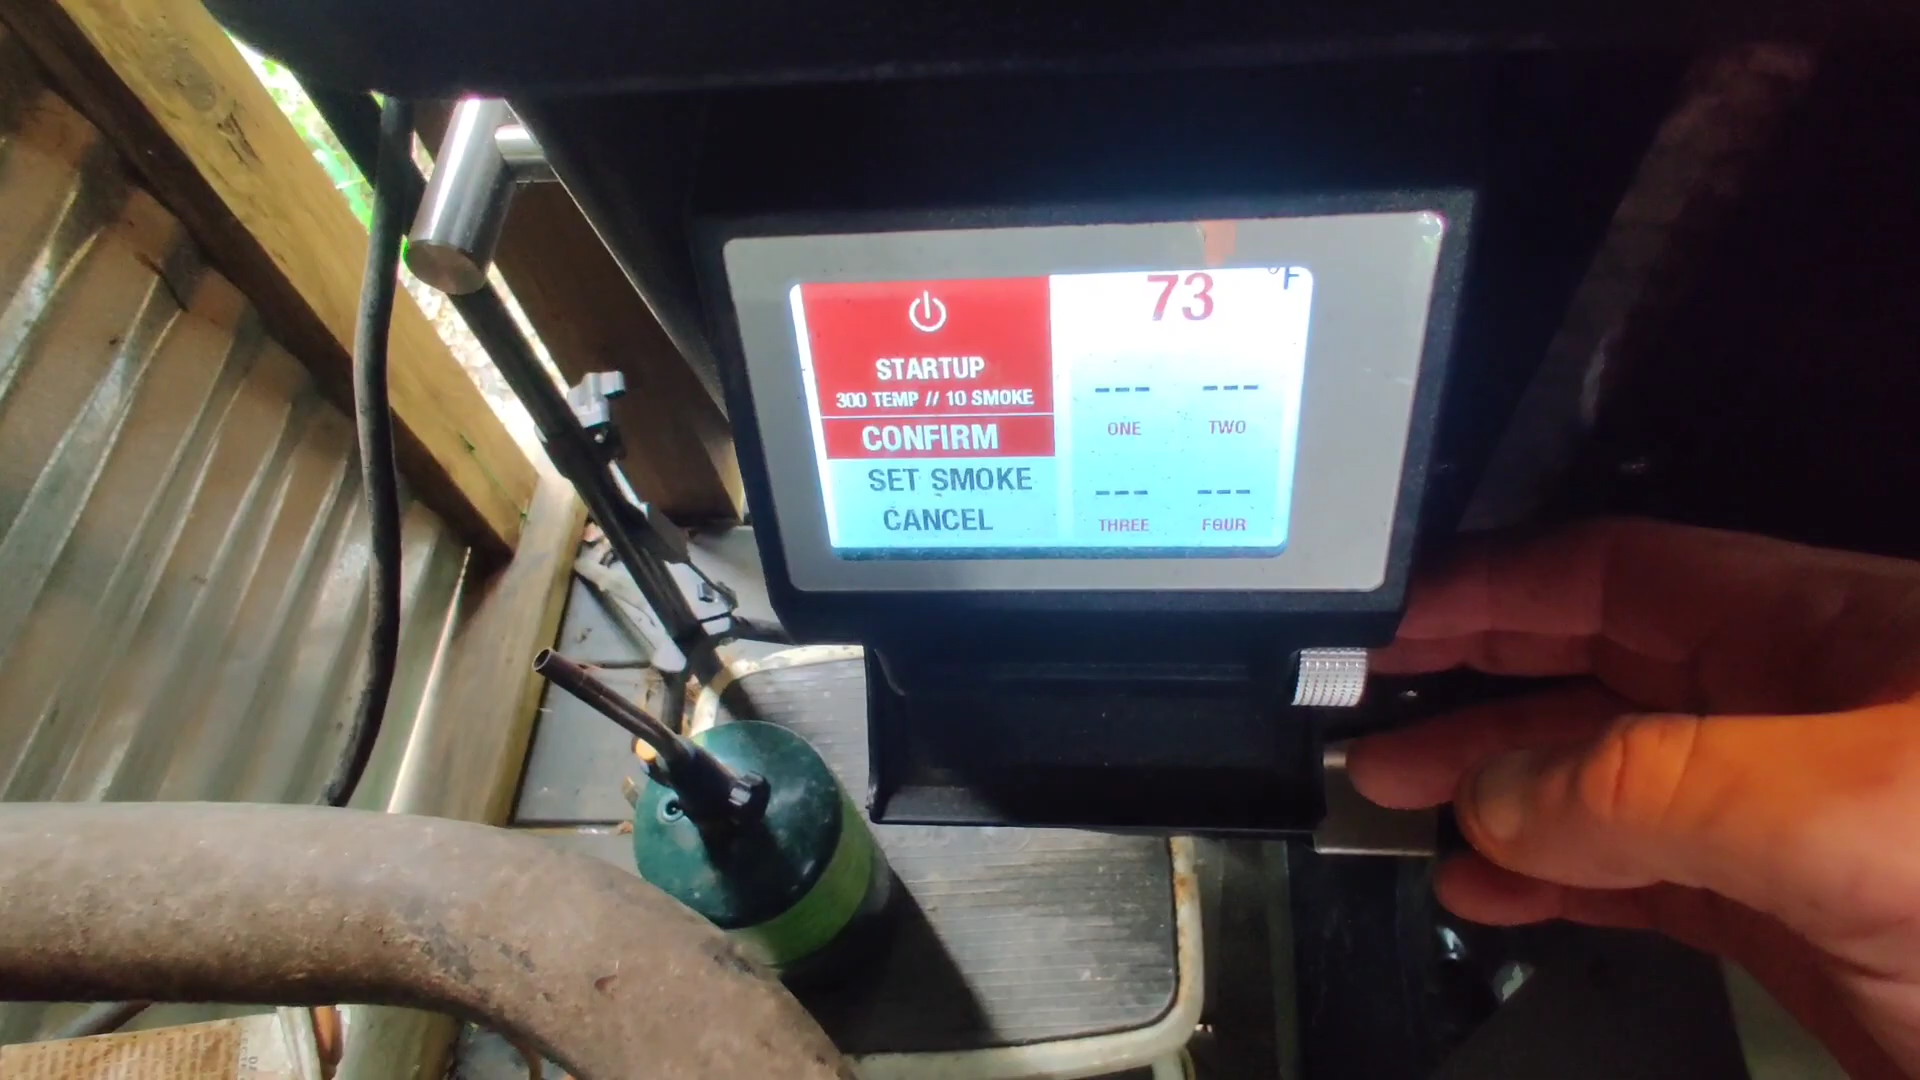 STARTUP
300 TEMP // 10 SMOKE
CONFIRM
SET SMOKE
CANCEL
73 °F
--- ---
ONE TWO
--- ---
THREE FOUR